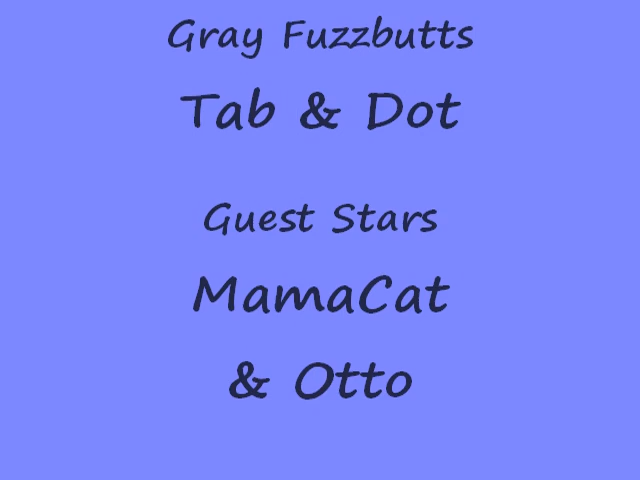 Gray Fuzzbutts
Tab & Dot
Guest Stars
MamaCat
& Otto